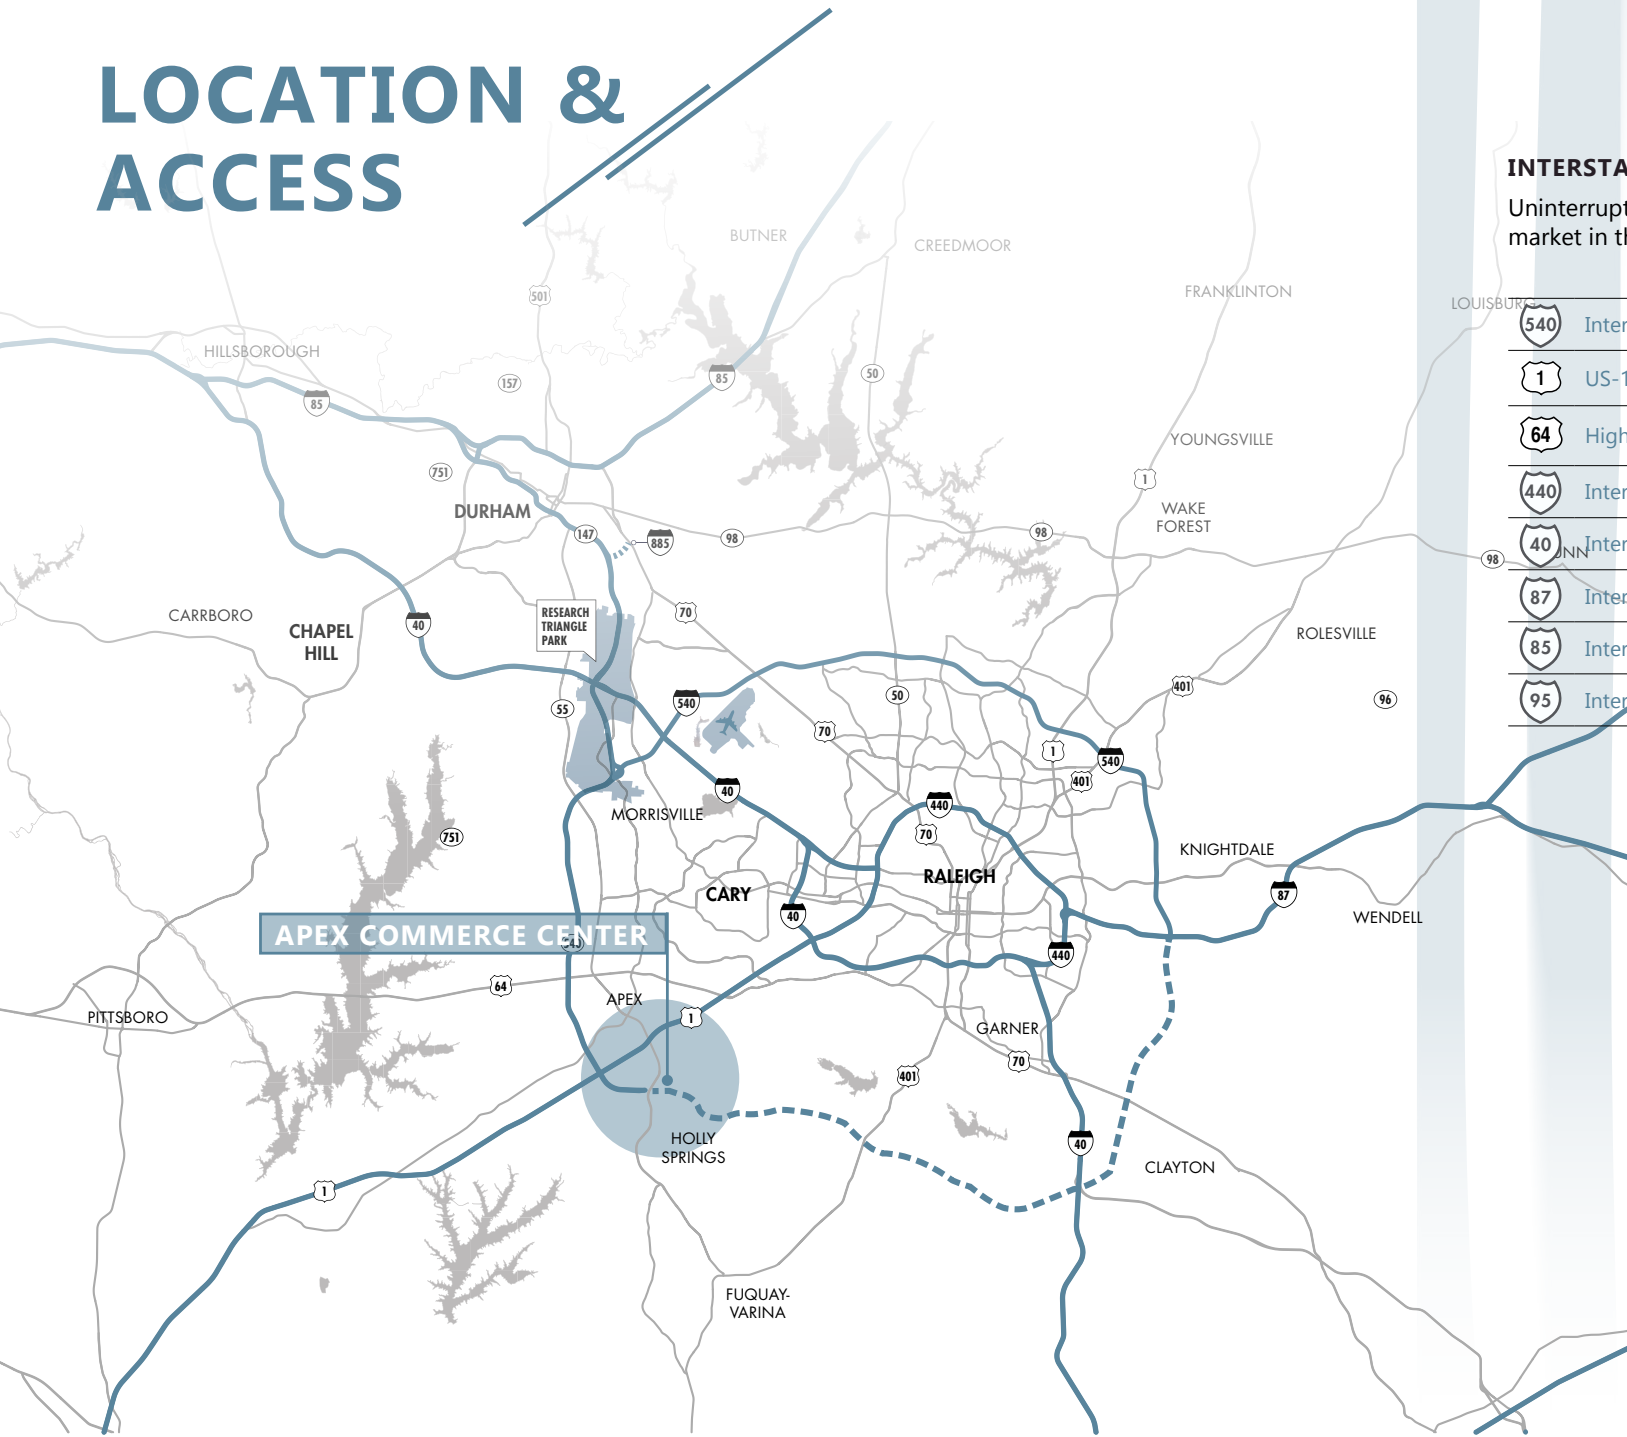 LOCATION &
ACCESS
INTERSTA
Uninterrupt
market in th
540 Inter
1 US-1
64 High
440 Inter
40 Inter
87 Inter
85 Inter
95 Inter
BUTNER
CREEDMOOR
FRANKLINTON
LOUISBURG
501
HILLSBOROUGH
85
157
85
50
YOUNGSVILLE
751
1
DURHAM
WAKE
FOREST
147
885
98
98
98
UNN
CARRBORO
CHAPEL
HILL
40
RESEARCH
TRIANGLE
PARK
70
ROLESVILLE
55
540
50
401
96
70
1
540
401
40
440
MORRISVILLE
70
751
KNIGHTDALE
CARY
RALEIGH
87
40
WENDELL
APEX COMMERCE CENTER
440
64
APEX
1
PITTSBORO
GARNER
70
401
HOLLY
SPRINGS
40
CLAYTON
1
FUQUAY-
VARINA